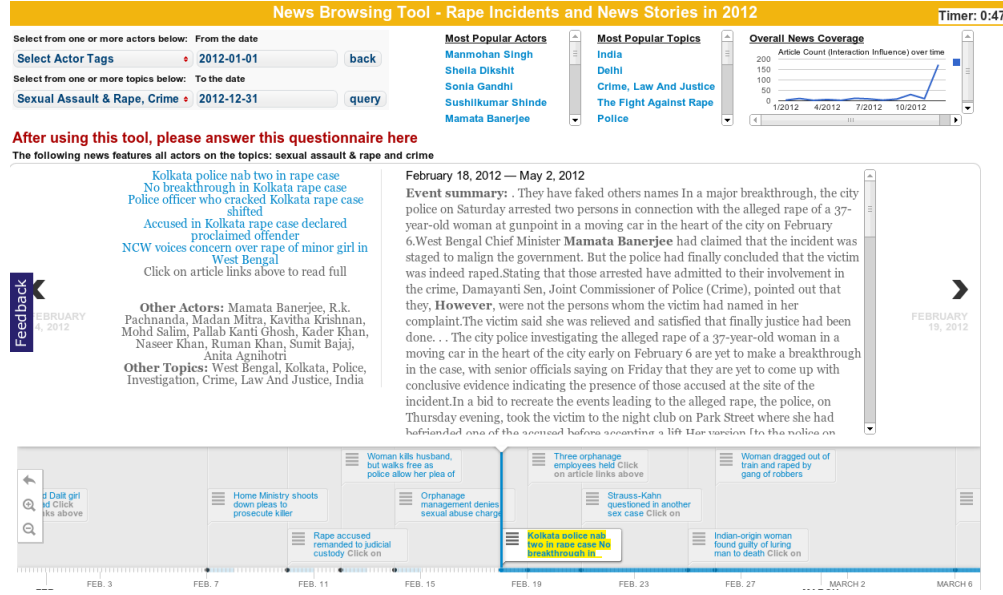 News Browsing Tool - Rape Incidents and News Stories in 2012
Timer: 0:47
Select from one or more actors below: From the date
Select Actor Tags 2012-01-01 back
Select from one or more topics below: To the date
Sexual Assault & Rape, Crime 2012-12-31 query
Most Popular Actors
Manmohan Singh
Sheila Dikshit
Sonia Gandhi
Sushilkumar Shinde
Mamata Banerjee
Most Popular Topics
India
Delhi
Crime, Law And Justice
The Fight Against Rape
Police
Overall News Coverage
Article Count (Interaction Influence) over time
200
150
100
50
0
1/2012 4/2012 7/2012 10/2012
After using this tool, please answer this questionnaire here
The following news features all actors on the topics: sexual assault & rape and crime
Kolkata police nab two in rape case
No breakthrough in Kolkata rape case
Police officer who cracked Kolkata rape case
shifted
Accused in Kolkata rape case declared
proclaimed offender
NCW voices concern over rape of minor girl in
West Bengal
Click on article links above to read full
Other Actors: Mamata Banerjee, R.k.
Pachnanda, Madan Mitra, Kavitha Krishnan,
Mohd Salim, Pallab Kanti Ghosh, Kader Khan,
Naseer Khan, Ruman Khan, Sumit Bajaj,
Anita Agnihotri
Other Topics: West Bengal, Kolkata, Police,
Investigation, Crime, Law And Justice, India
Feedback
FEBRUARY
4, 2012
February 18, 2012 — May 2, 2012
Event summary: . They have faked others names In a major breakthrough, the city
police on Saturday arrested two persons in connection with the alleged rape of a 37-
year-old woman at gunpoint in a moving car in the heart of the city on February
6.West Bengal Chief Minister Mamata Banerjee had claimed that the incident was
staged to malign the government. But the police had finally concluded that the victim
was indeed raped.Stating that those arrested have admitted to their involvement in
the crime, Damayanti Sen, Joint Commissioner of Police (Crime), pointed out that
they, However, were not the persons whom the victim had named in her
complaint.The victim said she was relieved and satisfied that finally justice had been
done. . . The city police investigating the alleged rape of a 37-year-old woman in a
moving car in the heart of the city early on February 6 are yet to make a breakthrough
in the case, with senior officials saying on Friday that they are yet to come up with
conclusive evidence indicating the presence of those accused at the site of the
incident.In a bid to recreate the events leading to the alleged rape, the police, on
Thursday evening, took the victim to the night club on Park Street where she had
befriended one of the accused before accepting a lift.Her version [to the police on
FEBRUARY
19, 2012
d Dalit girl
ad Click
ks above
Home Ministry shoots
down pleas to
prosecute killer
Rape accused
remanded to judicial
custody Click on
Woman kills husband,
but walks free as
police allow her plea of
Orphanage
management denies
sexual abuse charge
Kolkata police nab
two in rape case No
breakthrough in
Three orphanage
employees held Click
on article links above
Strauss-Kahn
questioned in another
sex case Click on
Woman dragged out of
train and raped by
gang of robbers
Indian-origin woman
found guilty of luring
man to death Click on
FEB. 3 FEB. 7 FEB. 11 FEB. 15 FEB. 19 FEB. 23 FEB. 27 MARCH 2 MARCH 6